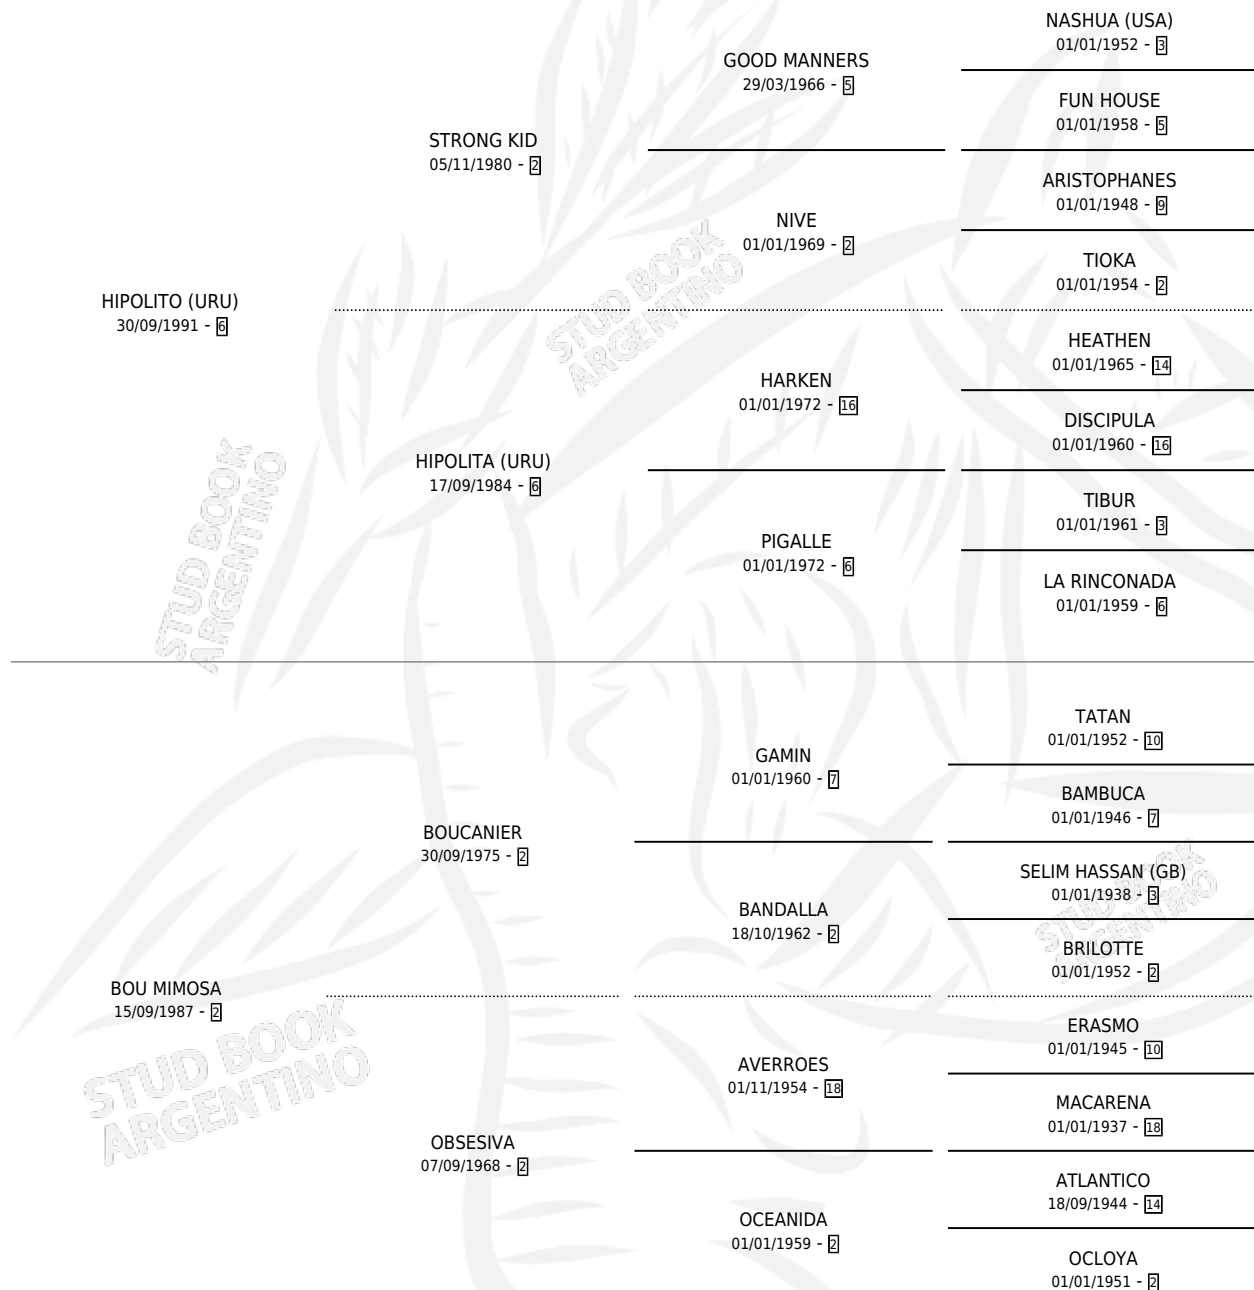 NASHUA (USA)
01/01/1952 - 3
GOOD MANNERS
29/03/1966 - 5
FUN HOUSE
01/01/1958 - 5
STRONG KID
05/11/1980 - 2
ARISTOPHANES
01/01/1948 - 9
NIVE
01/01/1969 - 2
TIOKA
01/01/1954 - 2
HIPOLITO (URU)
30/09/1991 - 6
HEATHEN
01/01/1965 - 14
HARKEN
01/01/1972 - 16
DISCIPULA
01/01/1960 - 16
HIPOLITA (URU)
17/09/1984 - 6
TIBUR
01/01/1961 - 3
PIGALLE
01/01/1972 - 6
LA RINCONADA
01/01/1959 - 6
TATAN
01/01/1952 - 10
GAMIN
01/01/1960 - 7
BAMBUCA
01/01/1946 - 7
BOUCANIER
30/09/1975 - 2
SELIM HASSAN (GB)
01/01/1938 - 3
BANDALLA
18/10/1962 - 2
BRILOTTE
01/01/1952 - 2
BOU MIMOSA
15/09/1987 - 2
ERASMO
01/01/1945 - 10
AVERROES
01/11/1954 - 18
MACARENA
01/01/1937 - 18
OBSESIVA
07/09/1968 - 2
ATLANTICO
18/09/1944 - 14
OCEANIDA
01/01/1959 - 2
OCLOYA
01/01/1951 - 2
STUD BOOK
ARGENTINO
STUD BOOK
ARGENTINO
STUD BOOK
ARGENTINO
STUD BOOK
ARGENTINO